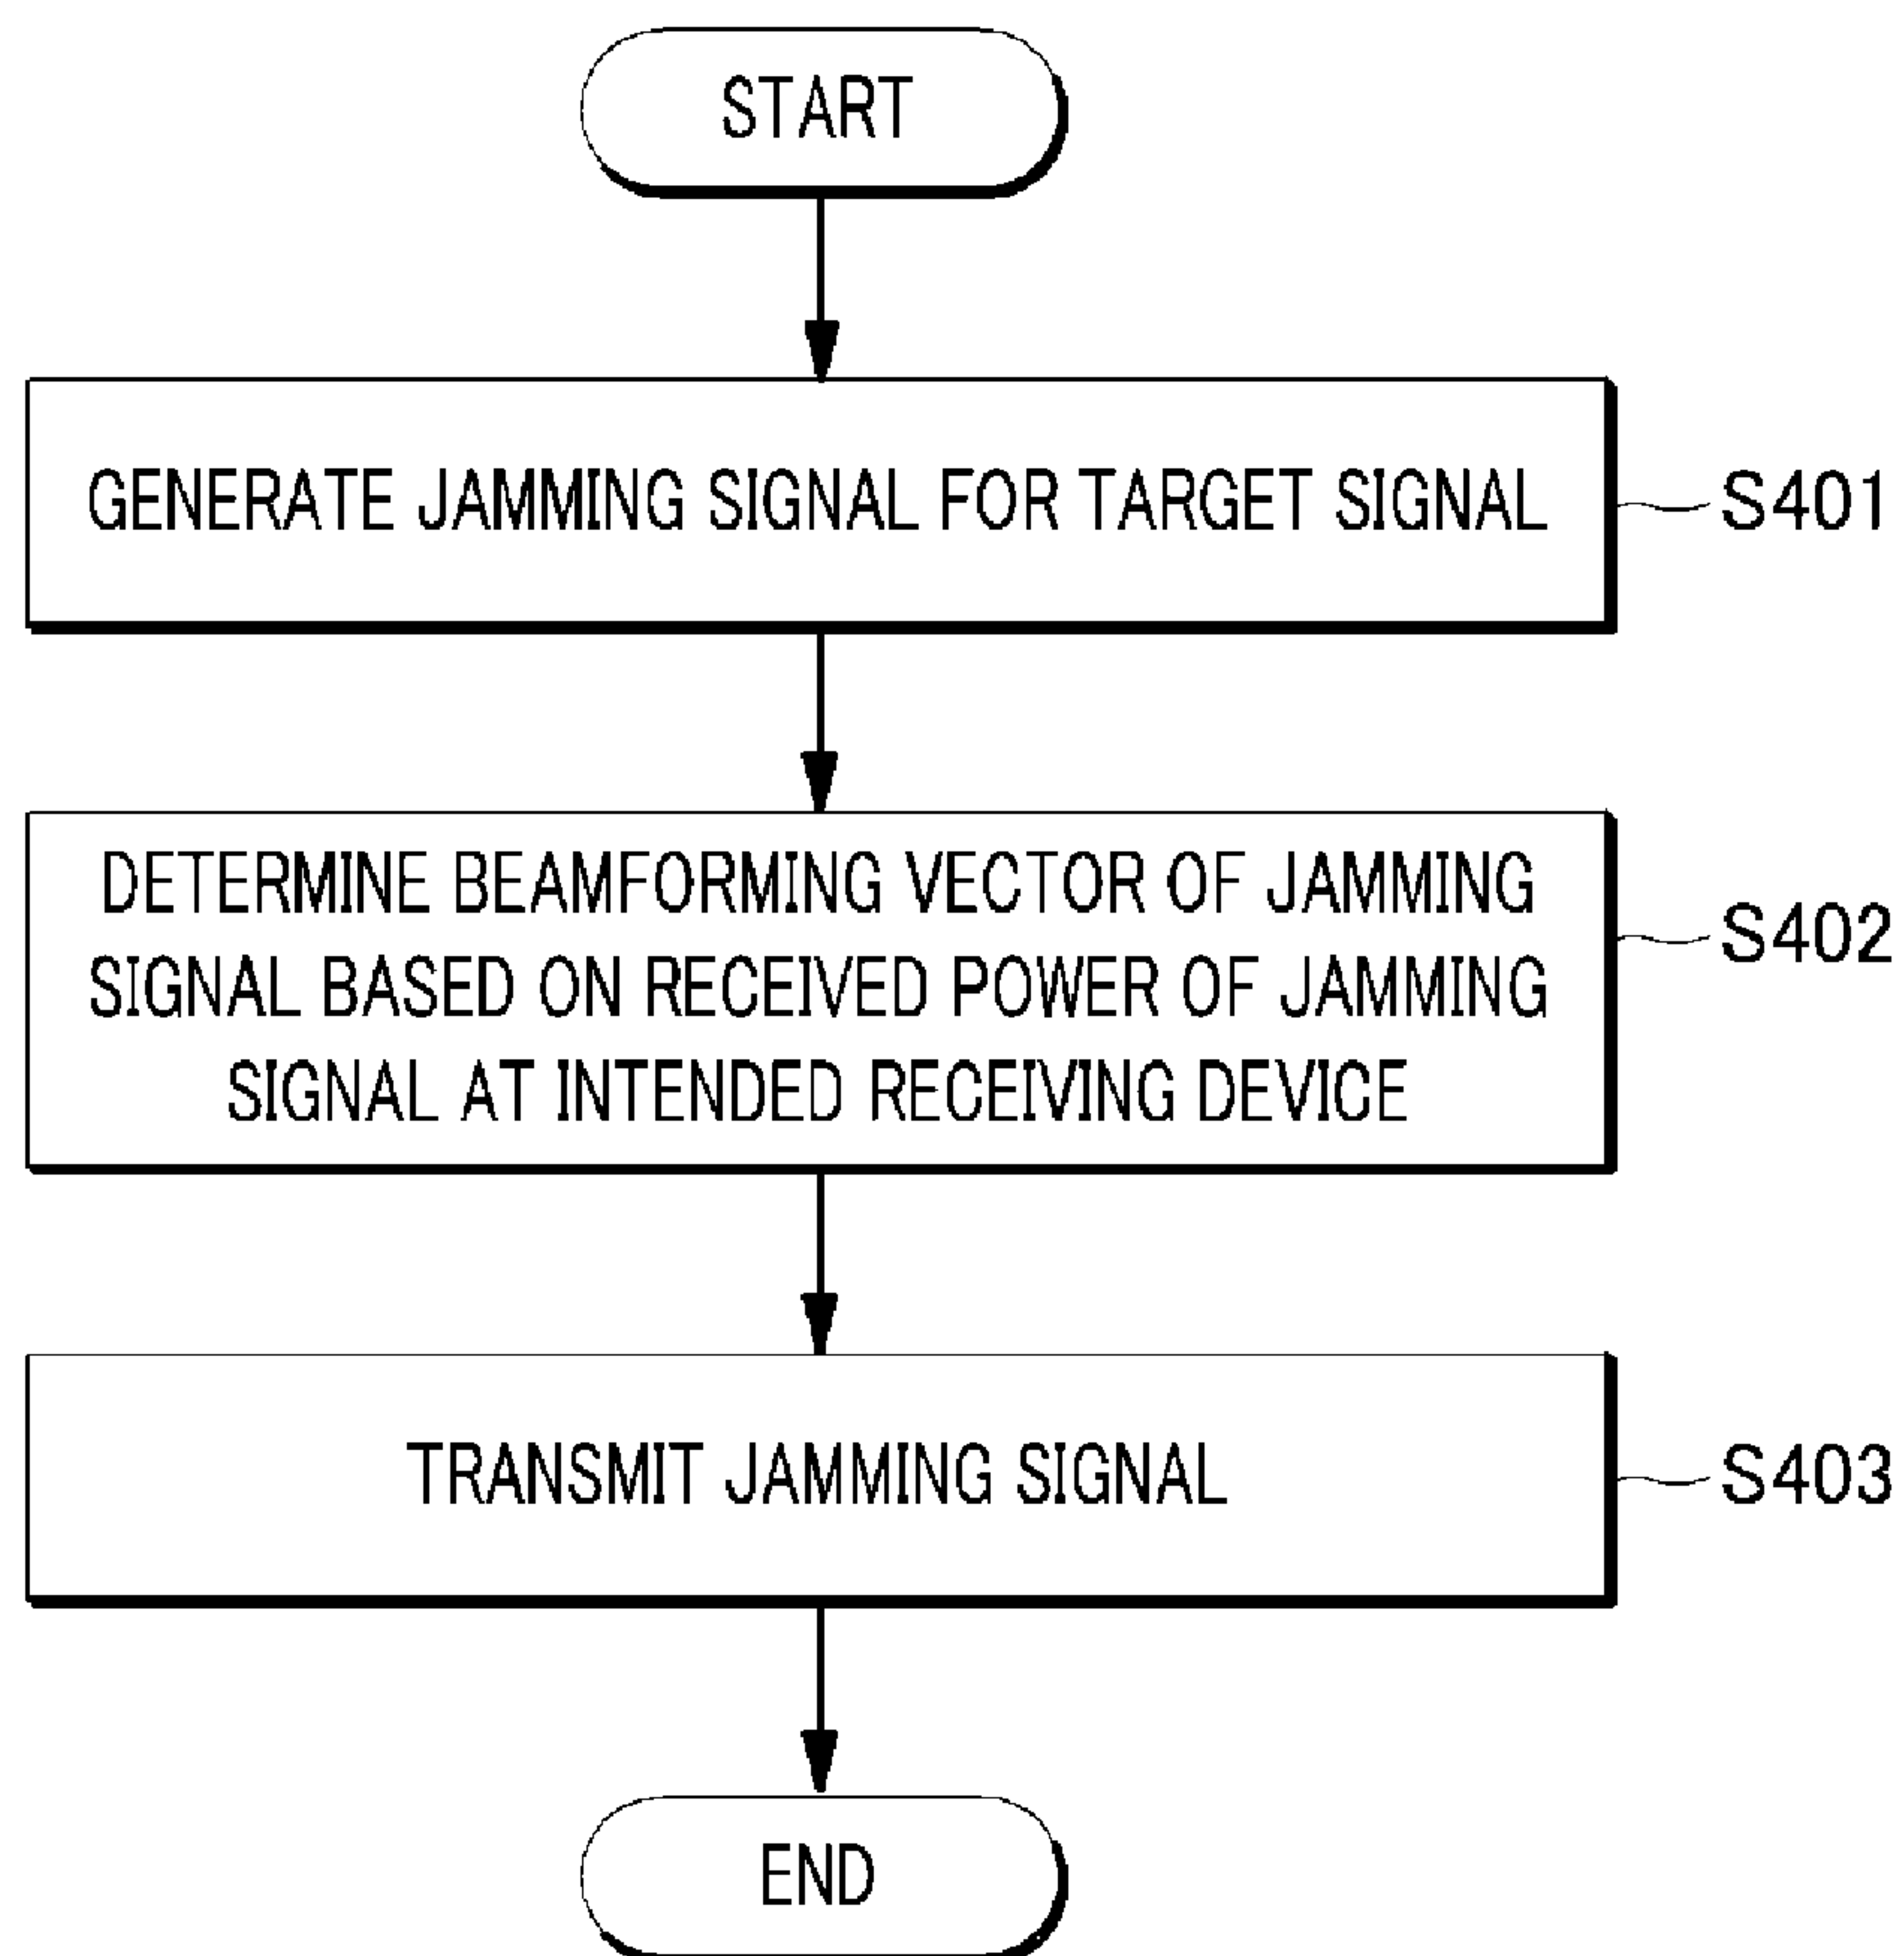 START
GENERATE JAMMING SIGNAL FOR TARGET SIGNAL
S401
DETERMINE BEAMFORMING VECTOR OF JAMMING
SIGNAL BASED ON RECEIVED POWER OF JAMMING
SIGNAL AT INTENDED RECEIVING DEVICE
S402
TRANSMIT JAMMING SIGNAL
S403
END